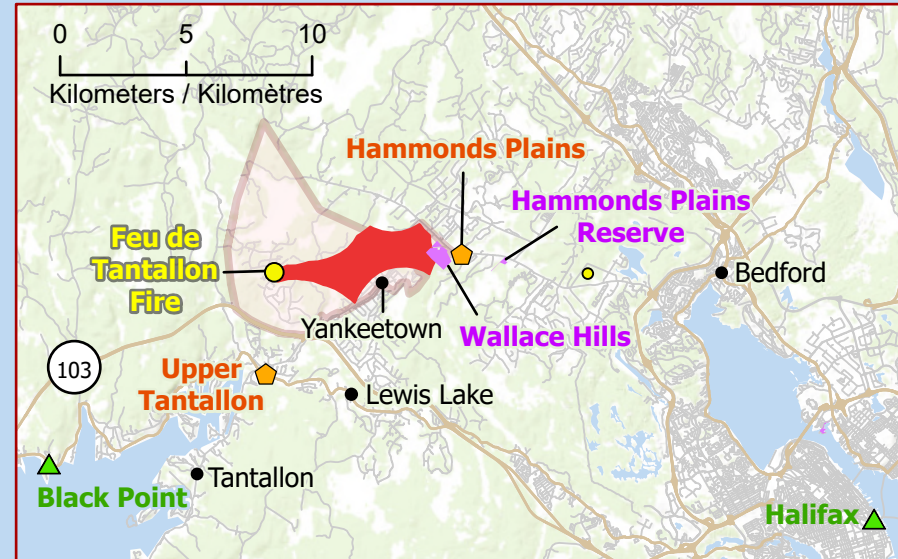 0 5 10
Kilometers / Kilomètres
Hammonds Plains
Hammonds Plains
Reserve
Feu de
Tantallon
Fire
Bedford
Yankeetown
Wallace Hills
103
Upper
Tantallon
Lewis Lake
Tantallon
Black Point
Halifax